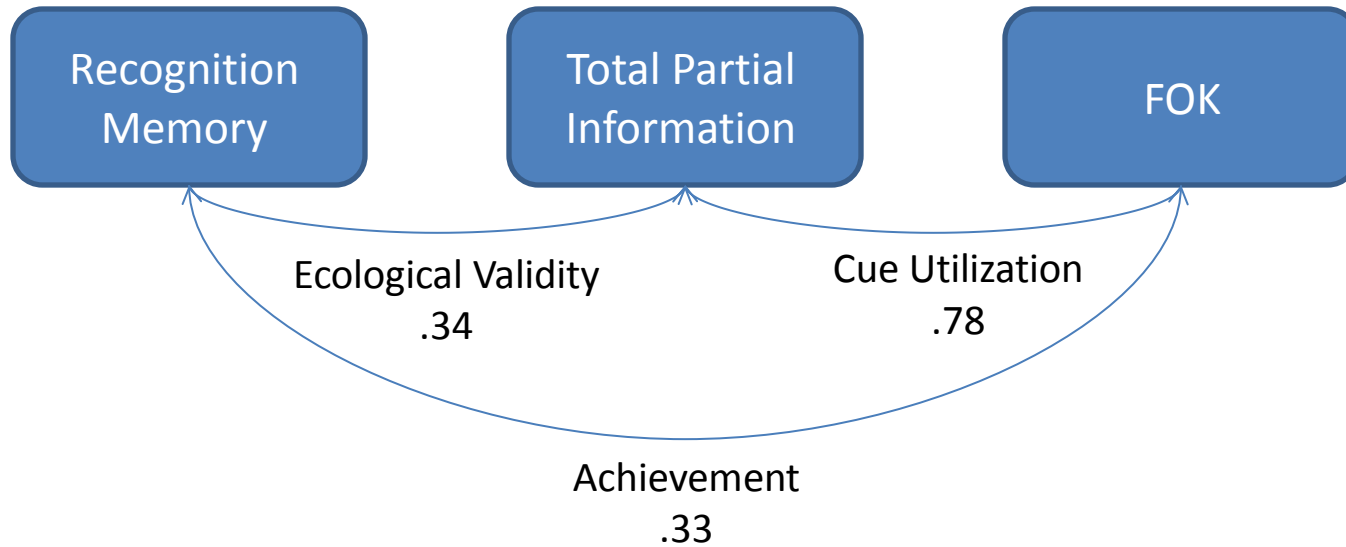 Recognition
Memory
Total Partial
Information
FOK
Ecological Validity
.34
Cue Utilization
.78
Achievement
.33